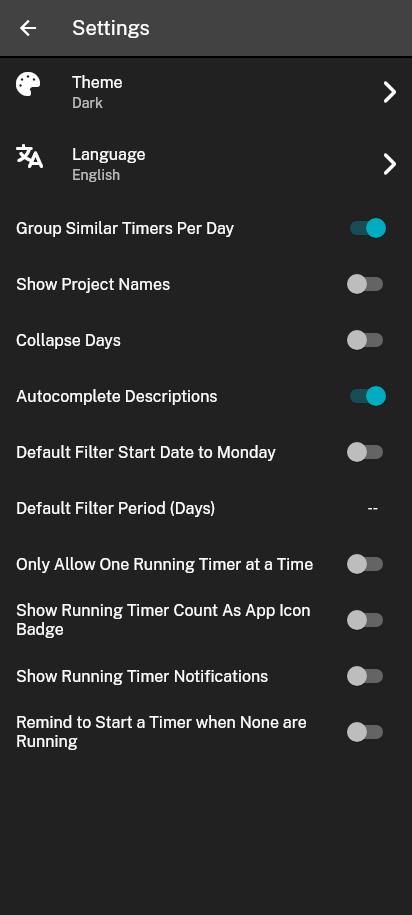 Settings
Theme
Dark
Language
English
Group Similar Timers Per Day
Show Project Names
Collapse Days
Autocomplete Descriptions
Default Filter Start Date to Monday
Default Filter Period (Days) --
Only Allow One Running Timer at a Time
Show Running Timer Count As App Icon
Badge
Show Running Timer Notifications
Remind to Start a Timer when None are
Running